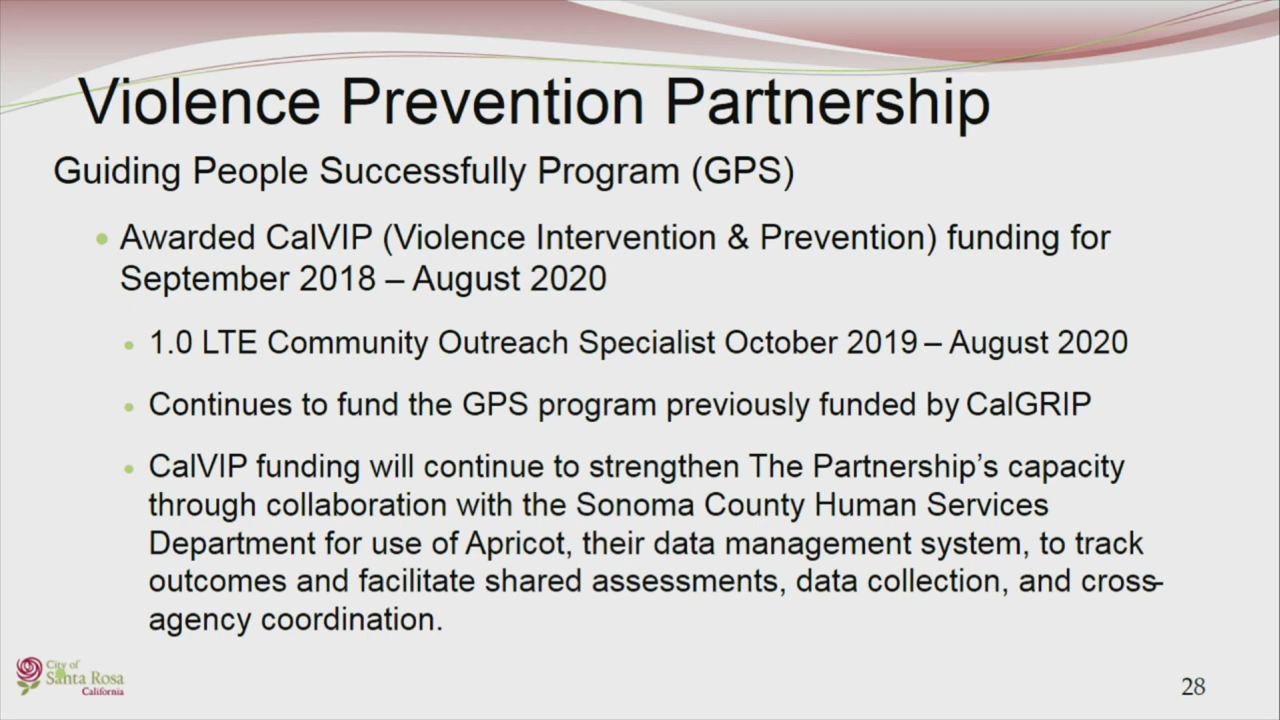 Violence Prevention Partnership
Guiding People Successfully Program (GPS)
Awarded CalVIP (Violence Intervention & Prevention) funding for
September 2018 – August 2020
1.0 LTE Community Outreach Specialist October 2019 – August 2020
Continues to fund the GPS program previously funded by CalGRIP
CalVIP funding will continue to strengthen The Partnership’s capacity
through collaboration with the Sonoma County Human Services
Department for use of Apricot, their data management system, to track
outcomes and facilitate shared assessments, data collection, and cross-
agency coordination.
City of
Santa Rosa
California
28